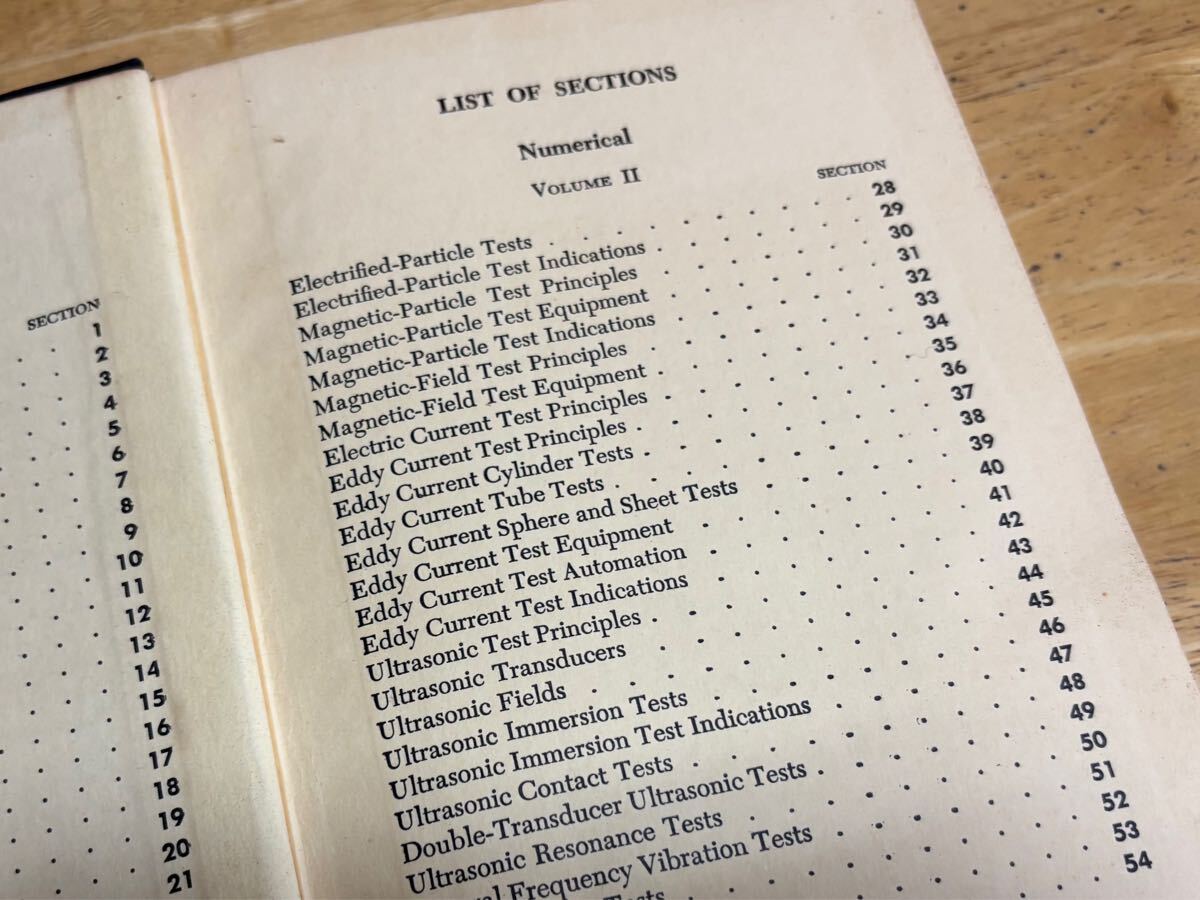 SECTION
1
2
3
4
5
6
7
8
9
10
11
12
13
14
15
16
17
18
19
20
21
LIST OF SECTIONS
Numerical
VOLUME II
SECTION
Electrified-Particle Tests . . . . . . . . 28
Electrified-Particle Test Indications . . . . . . 29
Magnetic-Particle Test Principles . . . . . . 30
Magnetic-Particle Test Equipment . . . . . . 31
Magnetic-Particle Test Indications . . . . . . 32
Magnetic-Field Test Principles . . . . . . 33
Magnetic-Field Test Equipment . . . . . . 34
Electric Current Test Principles . . . . . . 35
Eddy Current Test Principles . . . . . . 36
Eddy Current Cylinder Tests . . . . . . 37
Eddy Current Tube Tests . . . . . . . 38
Eddy Current Sphere and Sheet Tests . . . . . 39
Eddy Current Test Equipment . . . . . . 40
Eddy Current Test Automation . . . . . . 41
Eddy Current Test Indications . . . . . . 42
Ultrasonic Test Principles . . . . . . . 43
Ultrasonic Transducers . . . . . . . 44
Ultrasonic Fields . . . . . . . . 45
Ultrasonic Immersion Tests . . . . . . 46
Ultrasonic Immersion Test Indications . . . . . 47
Ultrasonic Contact Tests . . . . . . . 48
Double-Transducer Ultrasonic Tests . . . . . 49
Ultrasonic Resonance Tests . . . . . . 50
Frequency Vibration Tests . . . . . 51
Tests . . . . . . 52
53
54